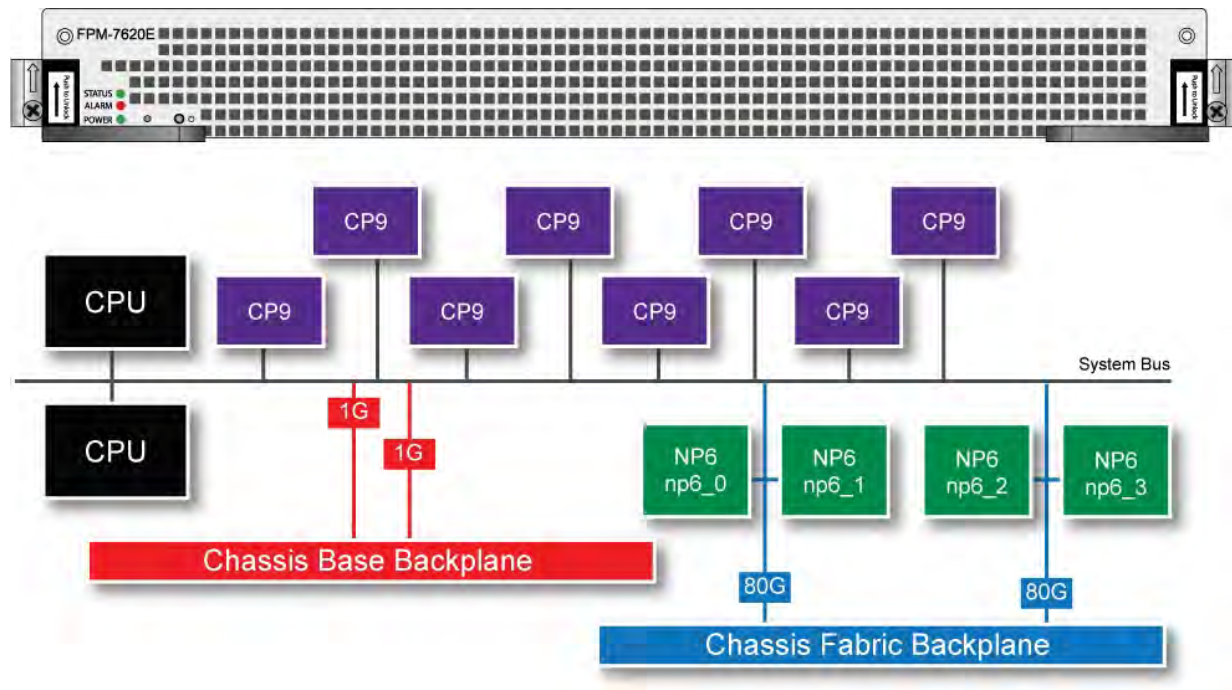 FPM-7620E
Push to Unlock
Push to Unlock
STATUS
ALARM
POWER
CP9
CP9
CP9
CP9
CPU
CP9
CP9
CP9
CP9
System Bus
1G
CPU
1G
NP6
np6_0
NP6
np6_1
NP6
np6_2
NP6
np6_3
Chassis Base Backplane
80G
80G
Chassis Fabric Backplane